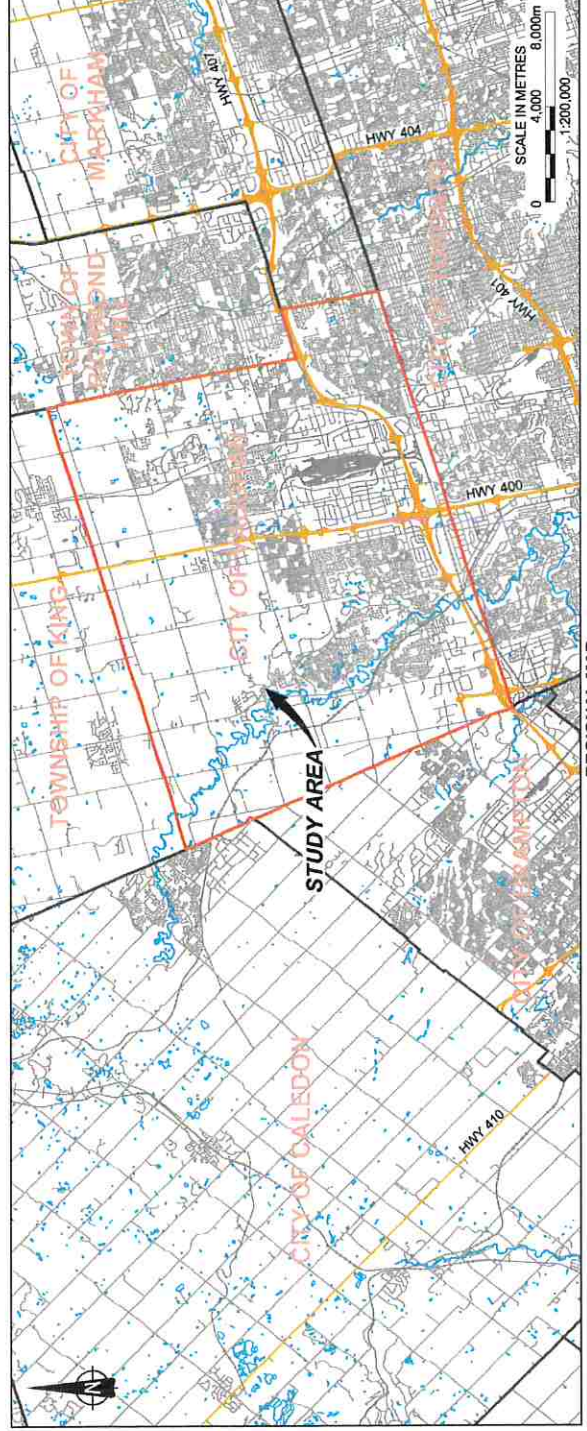 CITY OF
MARKHAM
HWY 407
HWY 404
TOWN OF
RICHMOND
HILL
SCALE IN METRES
0 4,000 8,000m
1:200,000
CITY OF TORONTO
HWY 401
TOWNSHIP OF KING
CITY OF VAUGHAN
HWY 400
STUDY AREA
CITY OF BRAMPTON
CITY OF CALEDON
HWY 410
N